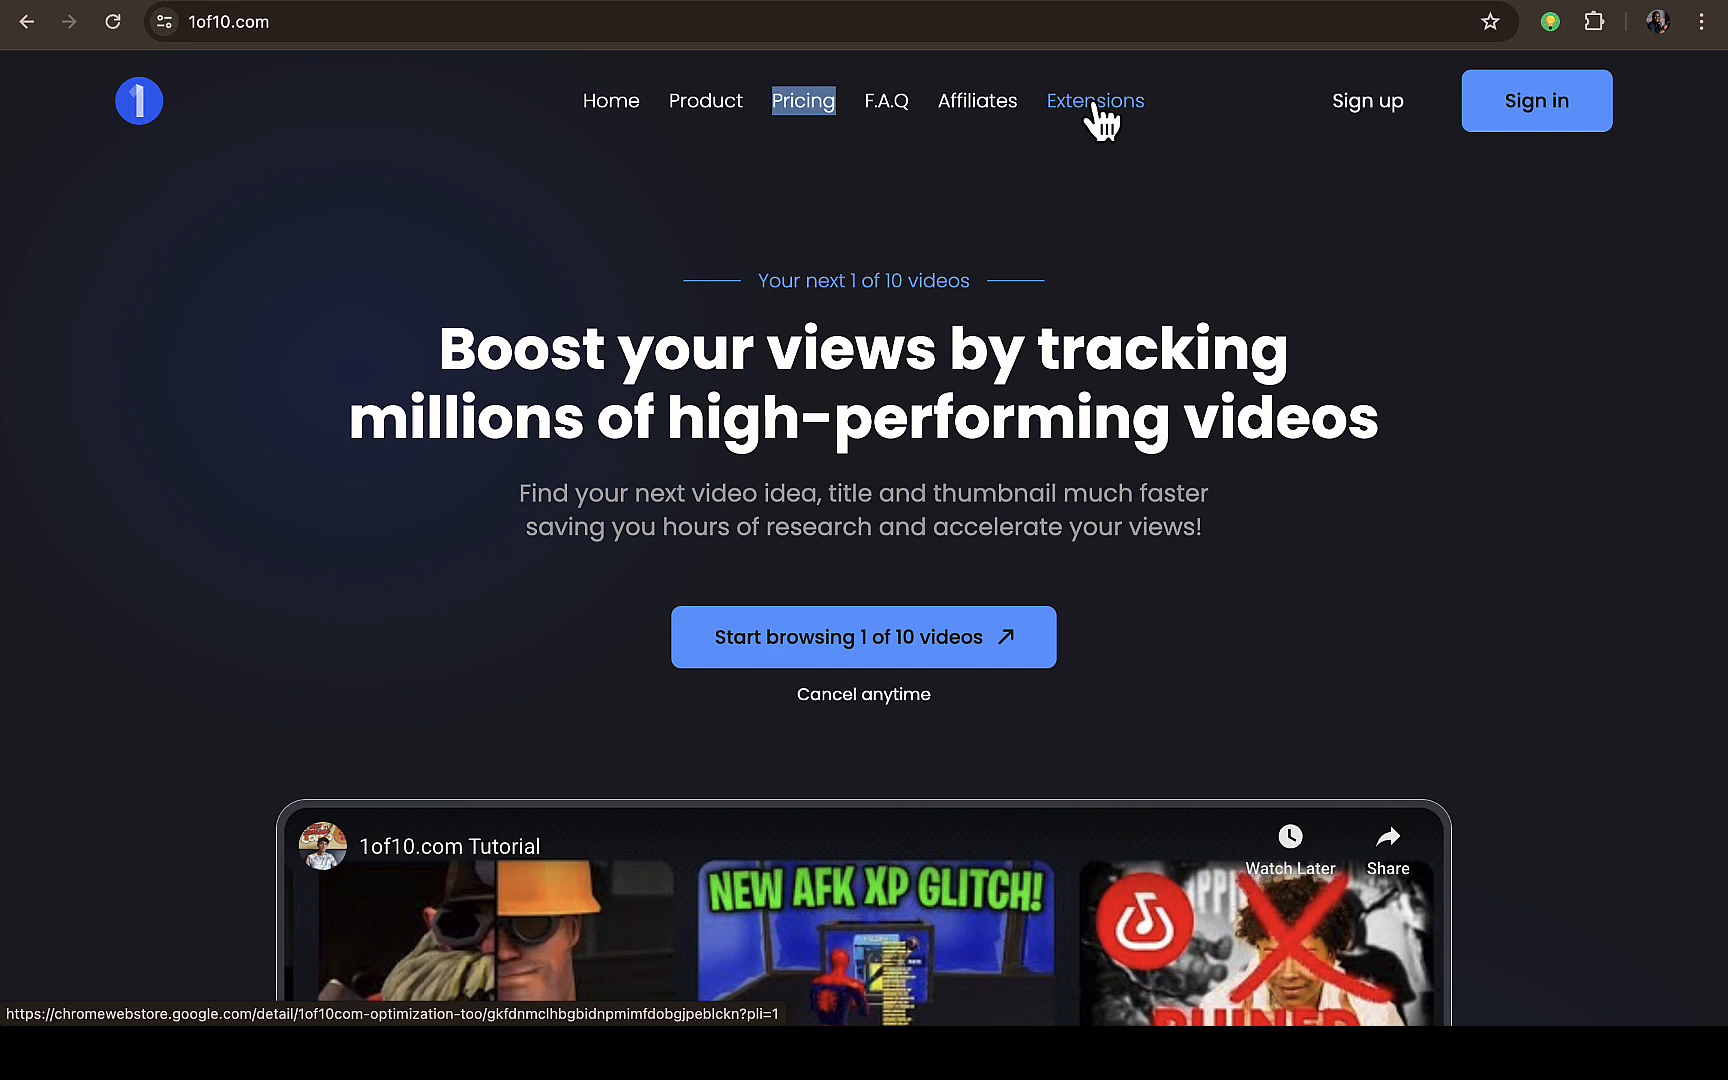 1of10.com
Home Product Pricing F.A.Q Affiliates Extensions Sign up Sign in
Your next 1 of 10 videos
Boost your views by tracking
millions of high-performing videos
Find your next video idea, title and thumbnail much faster
saving you hours of research and accelerate your views!
Start browsing 1 of 10 videos
Cancel anytime
1of10.com Tutorial
Watch Later Share
NEW AFK XP GLITCH!
RUINED
https://chromewebstore.google.com/detail/1of10com-optimization-too/gkfdnmclhbgbidnpmimfdobgjpeblckn?pli=1